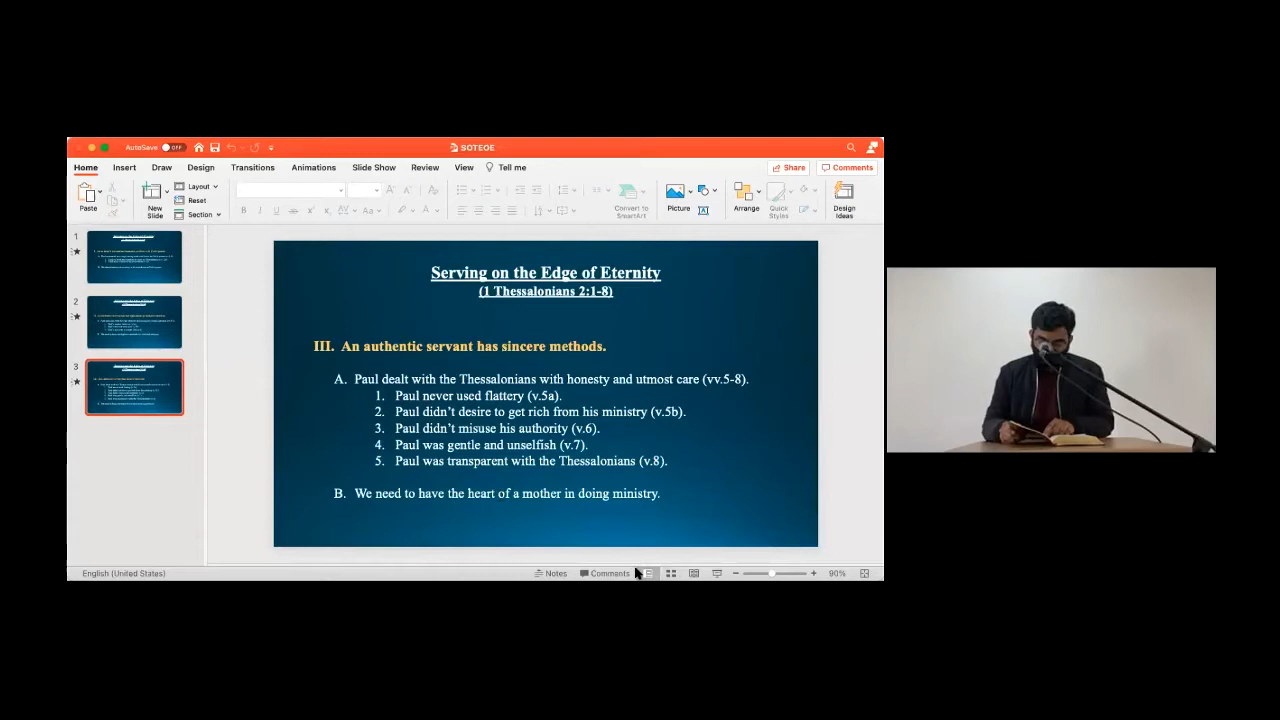 AutoSave OFF
SOTEOE
Home Insert Draw Design Transitions Animations Slide Show Review View Tell me Share Comments
Paste
New Slide
Layout
Reset
Section
Convert to SmartArt
Picture
Arrange
Quick Styles
Design Ideas
1
2
3
Serving on the Edge of Eternity
(1 Thessalonians 2:1-8)
III. An authentic servant has sincere methods.
A. Paul dealt with the Thessalonians with honesty and utmost care (vv.5-8).
1. Paul never used flattery (v.5a).
2. Paul didn't desire to get rich from his ministry (v.5b).
3. Paul didn't misuse his authority (v.6).
4. Paul was gentle and unselfish (v.7).
5. Paul was transparent with the Thessalonians (v.8).
B. We need to have the heart of a mother in doing ministry.
English (United States) Notes Comments 90%